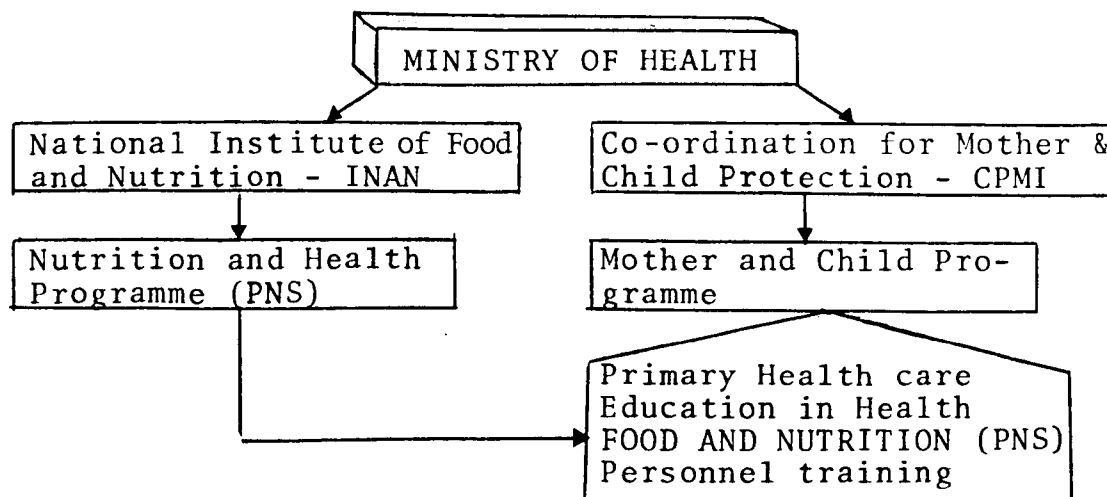 MINISTRY OF HEALTH
National Institute of Food
and Nutrition - INAN
Co-ordination for Mother &
Child Protection - CPMI
Nutrition and Health
Programme (PNS)
Mother and Child Pro-
gramme
Primary Health care
Education in Health
FOOD AND NUTRITION (PNS)
Personnel training